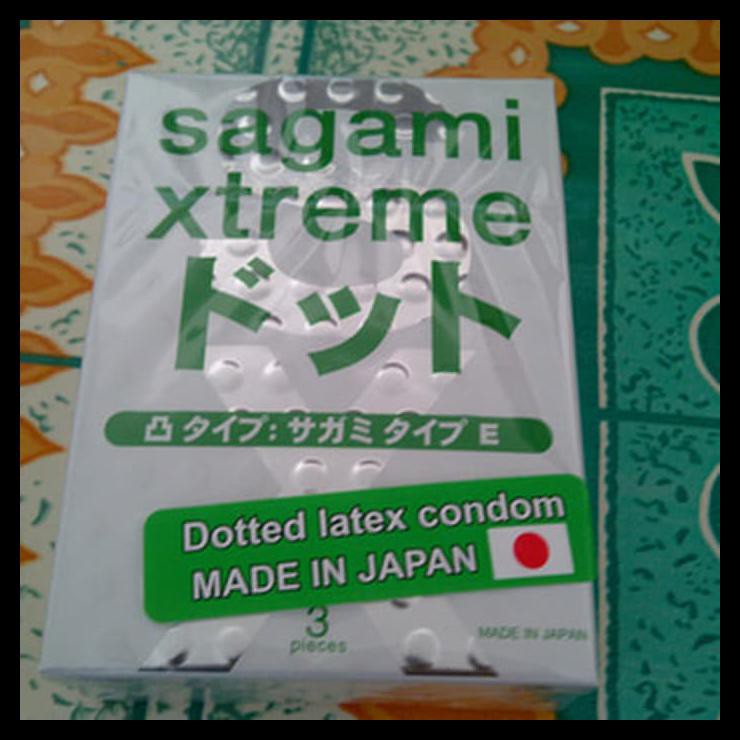 sagami
xtreme
ドット
凸タイプ:サガミタイプE
Dotted latex condom
MADE IN JAPAN
3
pieces
MADE IN JAPAN